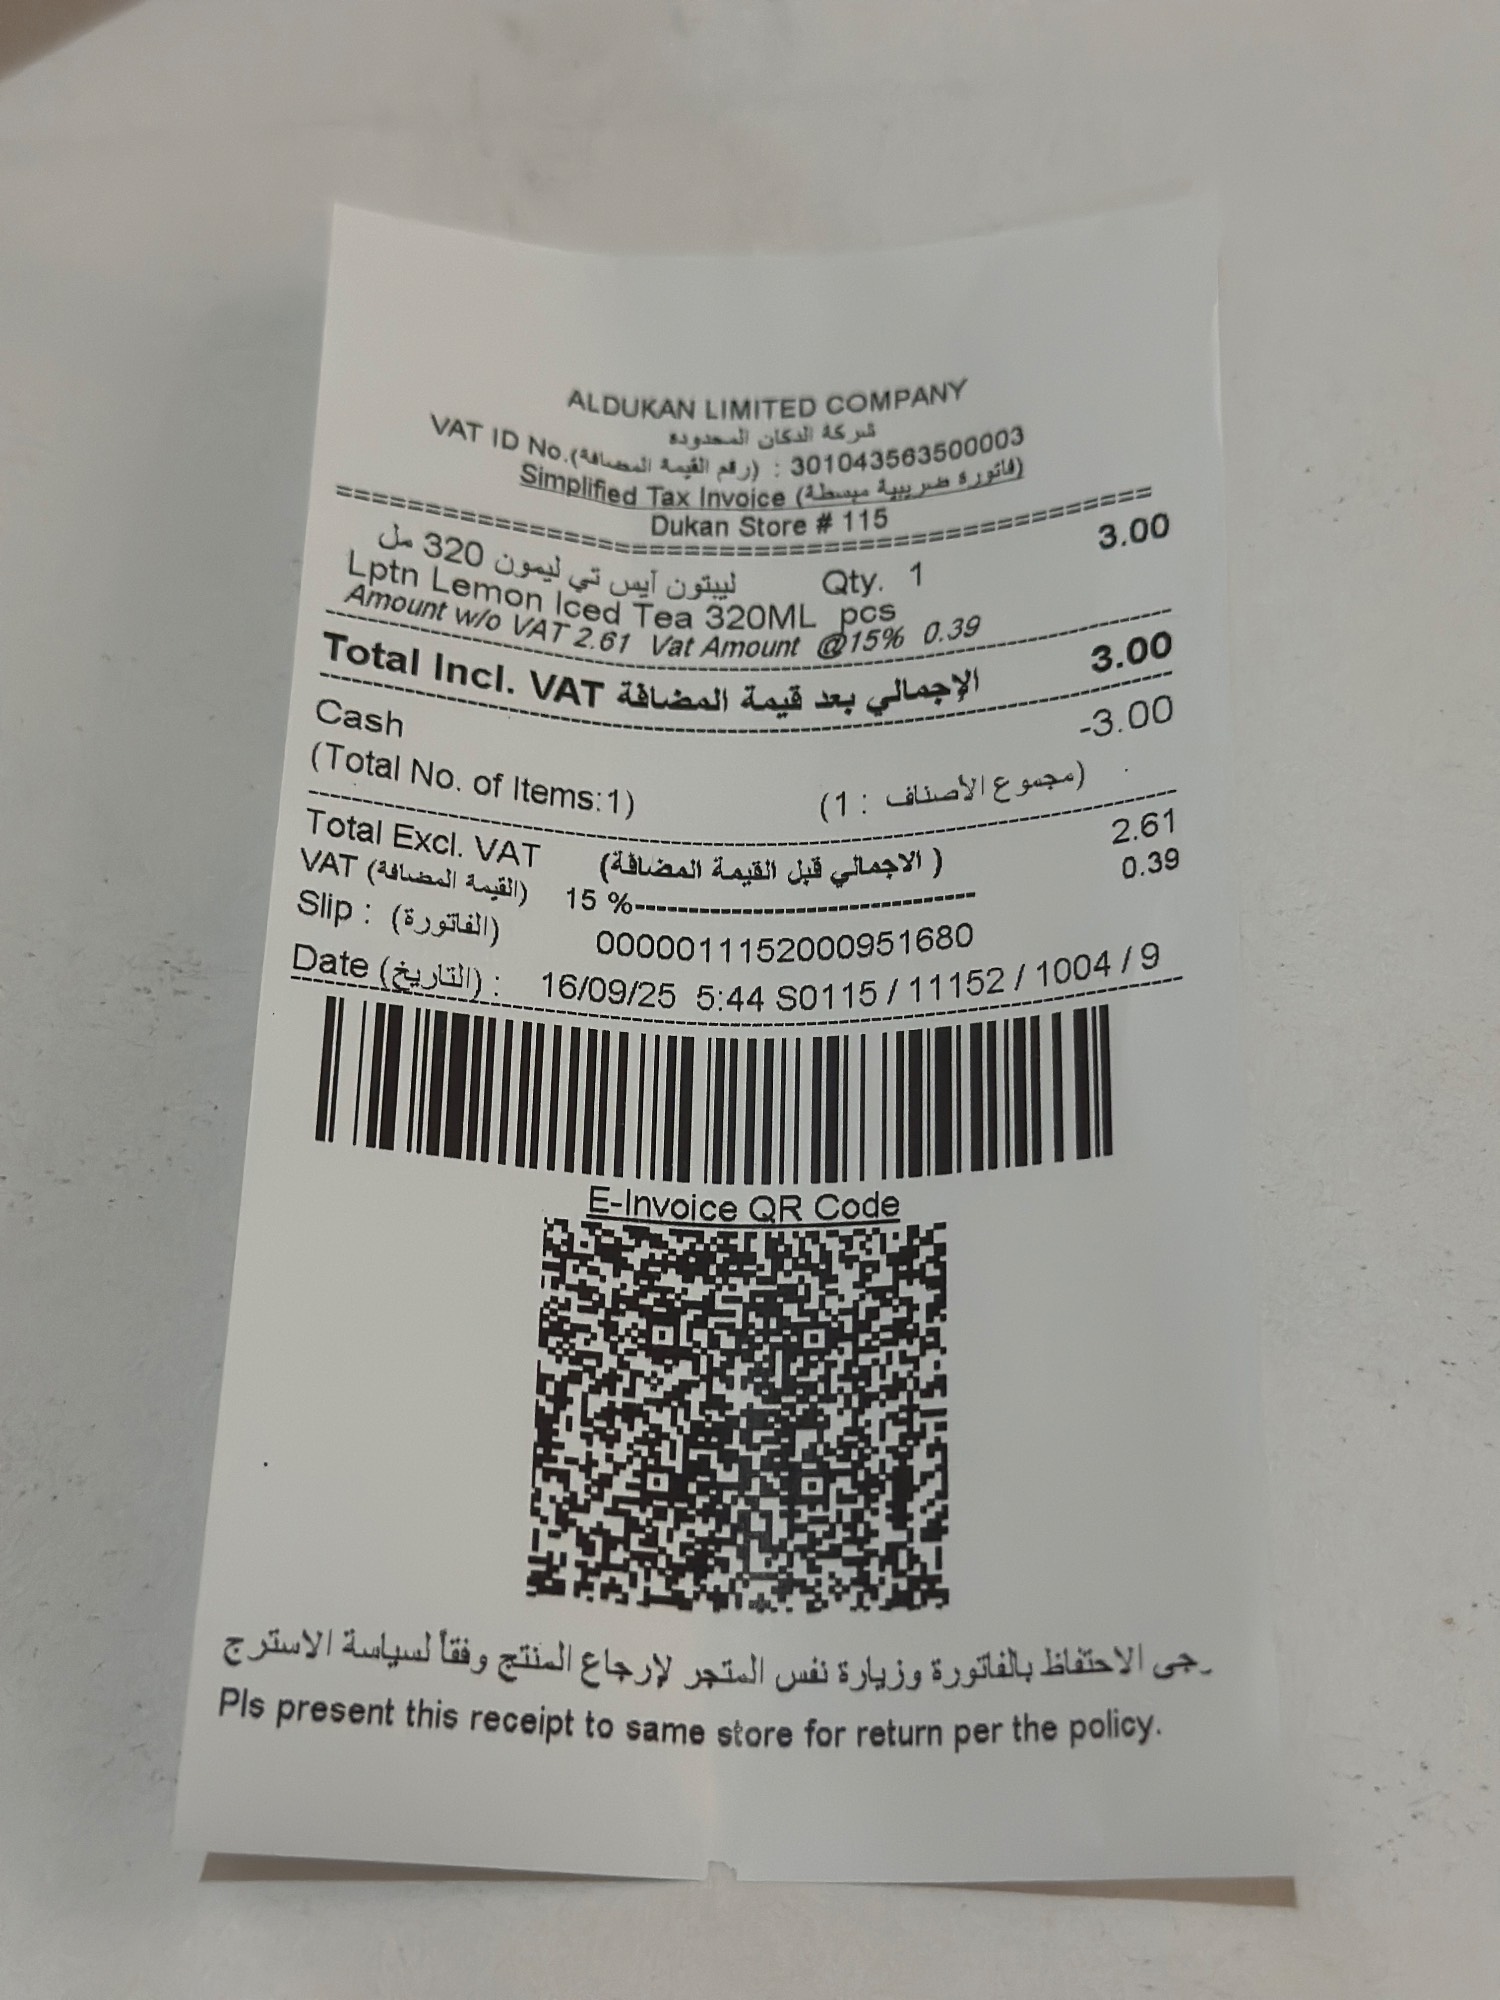 ALDUKAN LIMITED COMPANY
شركة الدكان المحدوده
VAT ID No.(رقم القيمة المضافة) : 301043563500003
Simplified Tax Invoice (فاتورة ضريبية مبسطة)
Dukan Store # 115
==================================================
ليبتون آيس تي ليمون 320 مل Qty. 1 3.00
Lptn Lemon Iced Tea 320ML pcs
Amount w/o VAT 2.61 Vat Amount @15% 0.39
Total Incl. VAT الإجمالي بعد قيمة المضافة 3.00
Cash -3.00
(Total No. of Items:1) (مجموع الأصناف : 1)
Total Excl. VAT (الاجمالي قبل القيمة المضافة ) 2.61
VAT (القيمة المضافة) 15 %------------------------------ 0.39
Slip : (الفاتورة) 0000011152000951680
Date (التاريخ) : 16/09/25 5:44 S0115 / 11152 / 1004 / 9
E-Invoice QR Code
رجى الاحتفاظ بالفاتورة وزيارة نفس المتجر لإرجاع المنتج وفقاً لسياسة الاسترج
Pls present this receipt to same store for return per the policy.